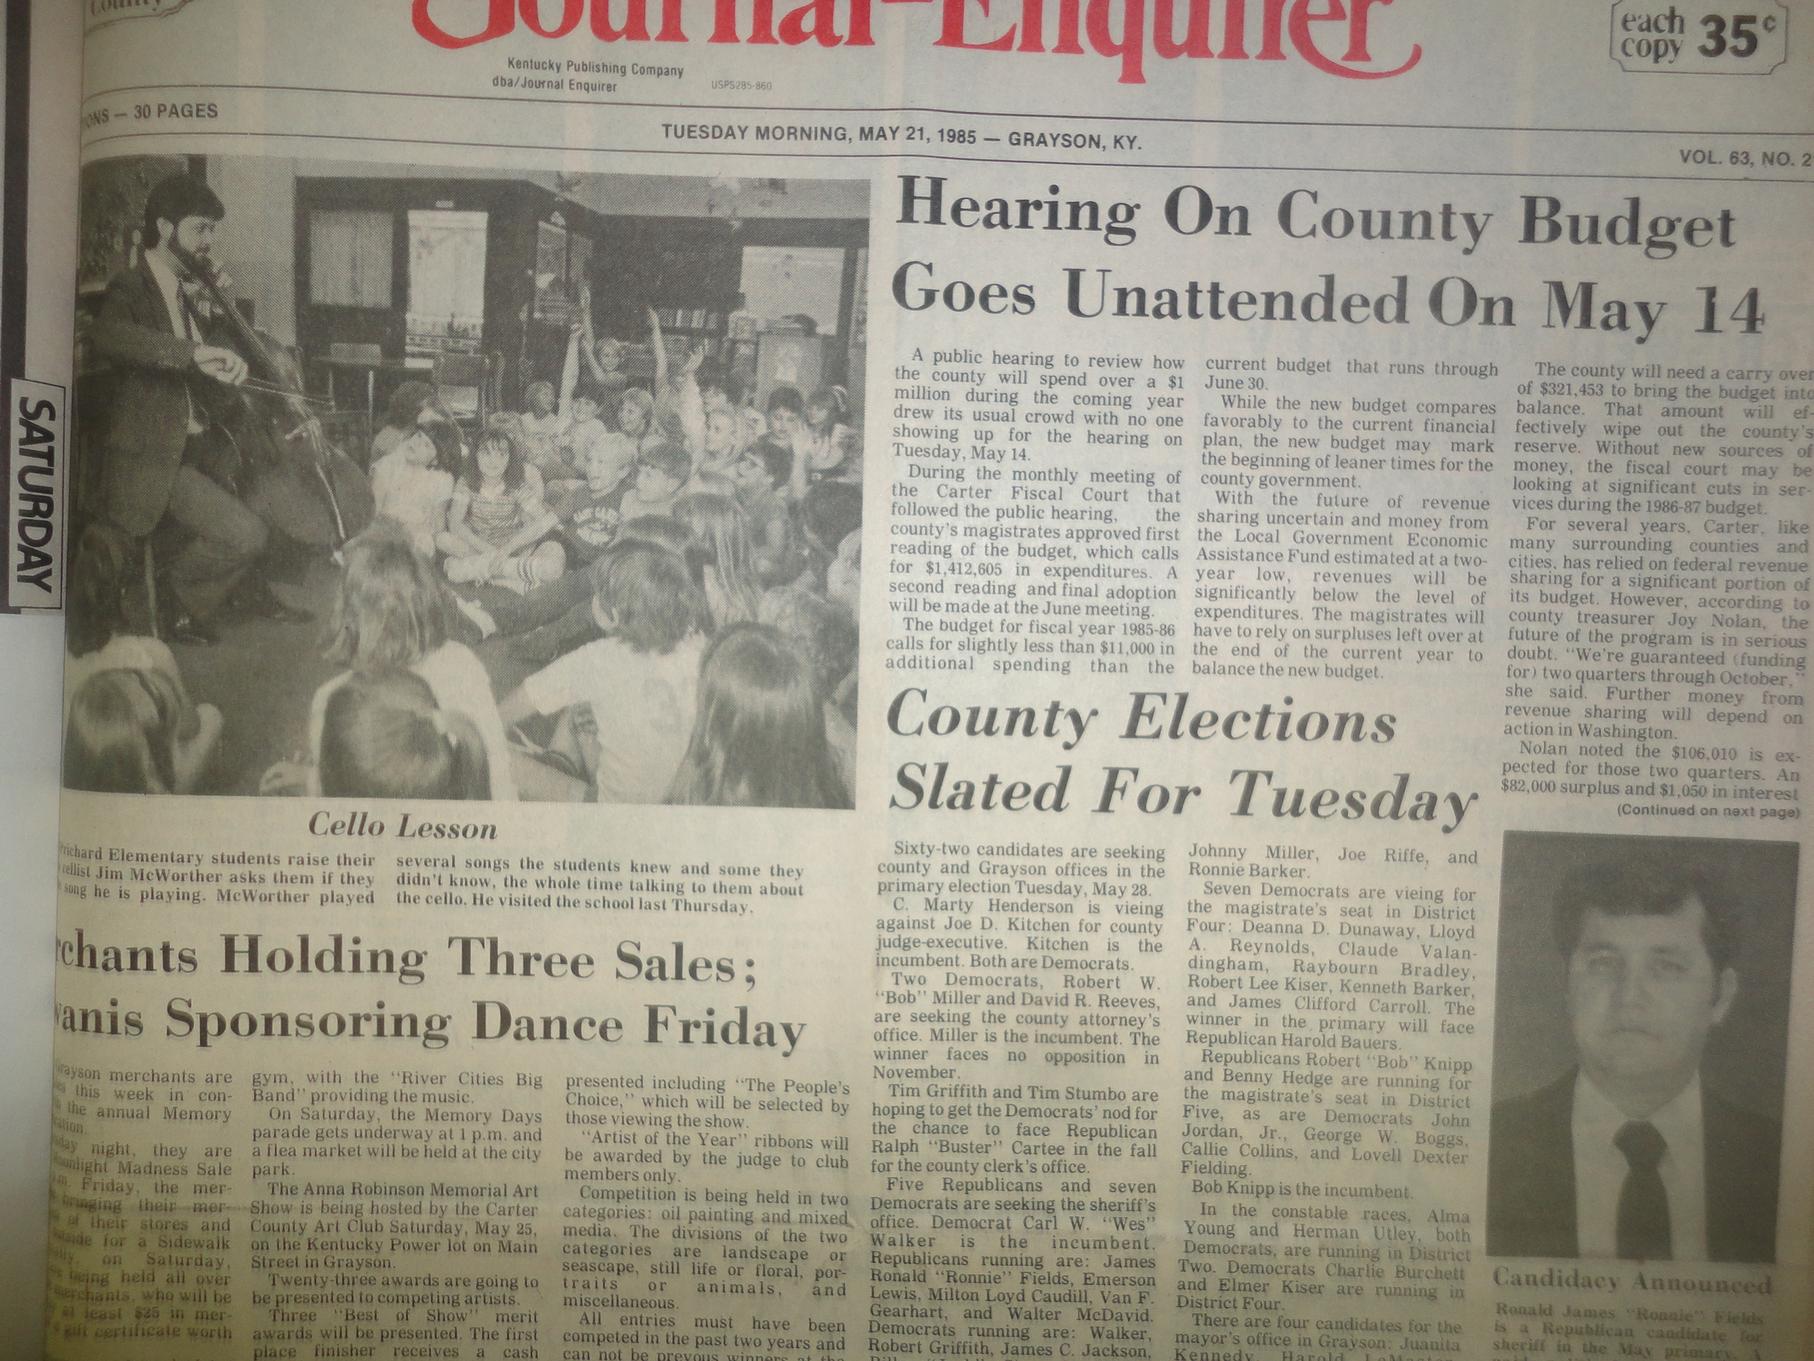 County
Journal-Enquirer
each
copy 35¢
Kentucky Publishing Company
dba/Journal Enquirer
USPS285-860
— 30 PAGES
TUESDAY MORNING, MAY 21, 1985 — GRAYSON, KY.
VOL. 63, NO. 2
SATURDAY
Cello Lesson
Elementary students raise their
Jim McWorther asks them if they
song he is playing. McWorther played
several songs the students knew and some they
didn't know, the whole time talking to them about
the cello. He visited the school last Thursday.
Hearing On County Budget
Goes Unattended On May 14
A public hearing to review how
the county will spend over a $1
million during the coming year
drew its usual crowd with no one
showing up for the hearing on
Tuesday, May 14.
During the monthly meeting of
the Carter Fiscal Court that
followed the public hearing, the
county's magistrates approved first
reading of the budget, which calls
for $1,412,605 in expenditures. A
second reading and final adoption
will be made at the June meeting.
The budget for fiscal year 1985-86
calls for slightly less than $11,000 in
additional spending than the
current budget that runs through
June 30.
While the new budget compares
favorably to the current financial
plan, the new budget may mark
the beginning of leaner times for the
county government.
With the future of revenue
sharing uncertain and money from
the Local Government Economic
Assistance Fund estimated at a two-
year low, revenues will be
significantly below the level of
expenditures. The magistrates will
have to rely on surpluses left over at
the end of the current year to
balance the new budget.
The county will need a carry over
of $321,453 to bring the budget into
balance. That amount will ef-
fectively wipe out the county's
reserve. Without new sources of
money, the fiscal court may be
looking at significant cuts in ser-
vices during the 1986-87 budget.
For several years, Carter, like
many surrounding counties and
cities, has relied on federal revenue
sharing for a significant portion of
its budget. However, according to
county treasurer Joy Nolan, the
future of the program is in serious
doubt. "We're guaranteed (funding
for) two quarters through October,"
she said. Further money from
revenue sharing will depend on
action in Washington.
Nolan noted the $106,010 is ex-
pected for those two quarters. An
$82,000 surplus and $1,050 in interest
(Continued on next page)
County Elections
Slated For Tuesday
Sixty-two candidates are seeking
county and Grayson offices in the
primary election Tuesday, May 28.
C. Marty Henderson is vieing
against Joe D. Kitchen for county
judge-executive. Kitchen is the
incumbent. Both are Democrats.
Two Democrats, Robert W.
"Bob" Miller and David R. Reeves,
are seeking the county attorney's
office. Miller is the incumbent. The
winner faces no opposition in
November.
Tim Griffith and Tim Stumbo are
hoping to get the Democrats' nod for
the chance to face Republican
Ralph "Buster" Cartee in the fall
for the county clerk's office.
Five Republicans and seven
Democrats are seeking the sheriff's
office. Democrat Carl W. "Wes"
Walker is the incumbent.
Republicans running are: James
Ronald "Ronnie" Fields, Emerson
Lewis, Milton Loyd Caudill, Van F.
Gearhart, and Walter McDavid.
Democrats running are: Walker,
Robert Griffith, James C. Jackson,
Johnny Miller, Joe Riffe, and
Ronnie Barker.
Seven Democrats are vieing for
the magistrate's seat in District
Four: Deanna D. Dunaway, Lloyd
A. Reynolds, Claude Valan-
dingham, Raybourn Bradley,
Robert Lee Kiser, Kenneth Barker,
and James Clifford Carroll. The
winner in the primary will face
Republican Harold Bauers.
Republicans Robert "Bob" Knipp
and Benny Hedge are running for
the magistrate's seat in District
Five, as are Democrats John
Jordan, Jr., George W. Boggs,
Callie Collins, and Lovell Dexter
Fielding.
Bob Knipp is the incumbent.
In the constable races, Alma
Young and Herman Utley, both
Democrats, are running in District
Two. Democrats Charlie Burchett
and Elmer Kiser are running in
District Four.
There are four candidates for the
mayor's office in Grayson: Juanita
Kennedy, Harold
Candidacy Announced
Ronald James "Ronnie" Fields
is a Republican candidate for
sheriff in the May primary. A
rchants Holding Three Sales;
wanis Sponsoring Dance Friday
Grayson merchants are
this week in con-
the annual Memory
night, they are
Moonlight Madness Sale
Friday, the mer-
bringing their mer-
of their stores and
for a Sidewalk
on Saturday,
being held all over
merchants, who will be
at least $25 in mer-
gift certificate worth
gym, with the "River Cities Big
Band" providing the music.
On Saturday, the Memory Days
parade gets underway at 1 p.m. and
a flea market will be held at the city
park.
The Anna Robinson Memorial Art
Show is being hosted by the Carter
County Art Club Saturday, May 25,
on the Kentucky Power lot on Main
Street in Grayson.
Twenty-three awards are going to
be presented to competing artists.
Three "Best of Show" merit
awards will be presented. The first
place finisher receives a cash
presented including "The People's
Choice," which will be selected by
those viewing the show.
"Artist of the Year" ribbons will
be awarded by the judge to club
members only.
Competition is being held in two
categories: oil painting and mixed
media. The divisions of the two
categories are landscape or
seascape, still life or floral, por-
traits or animals, and
miscellaneous.
All entries must have been
competed in the past two years and
can not be prevous winners at the